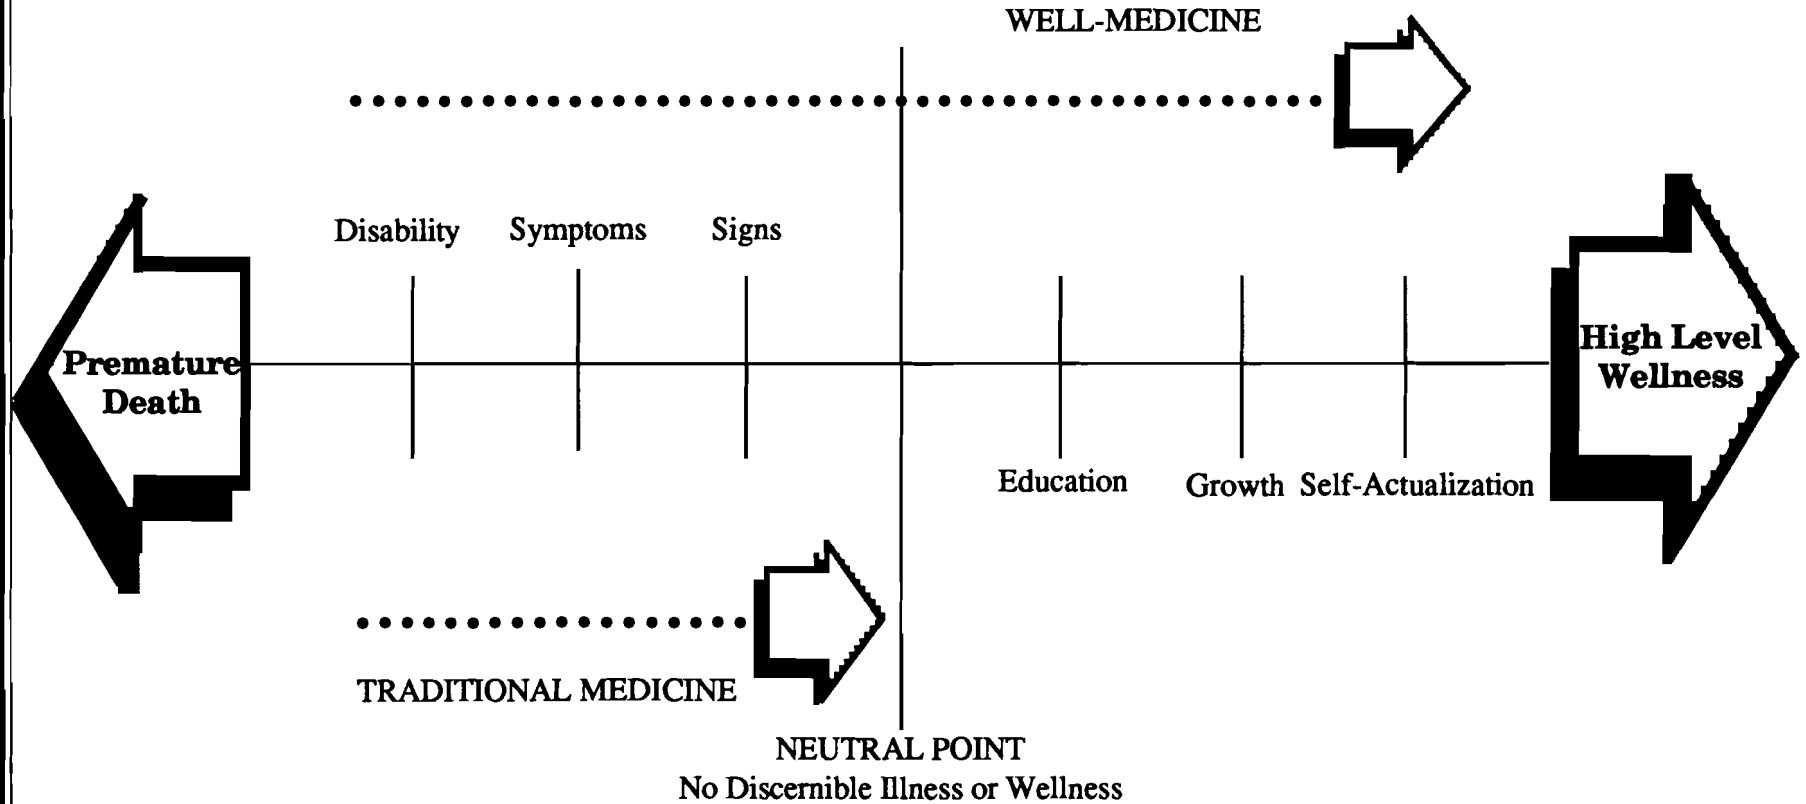 WELL-MEDICINE
Disability Symptoms Signs
Premature
Death
High Level
Wellness
Education Growth Self-Actualization
TRADITIONAL MEDICINE
NEUTRAL POINT
No Discernible Illness or Wellness